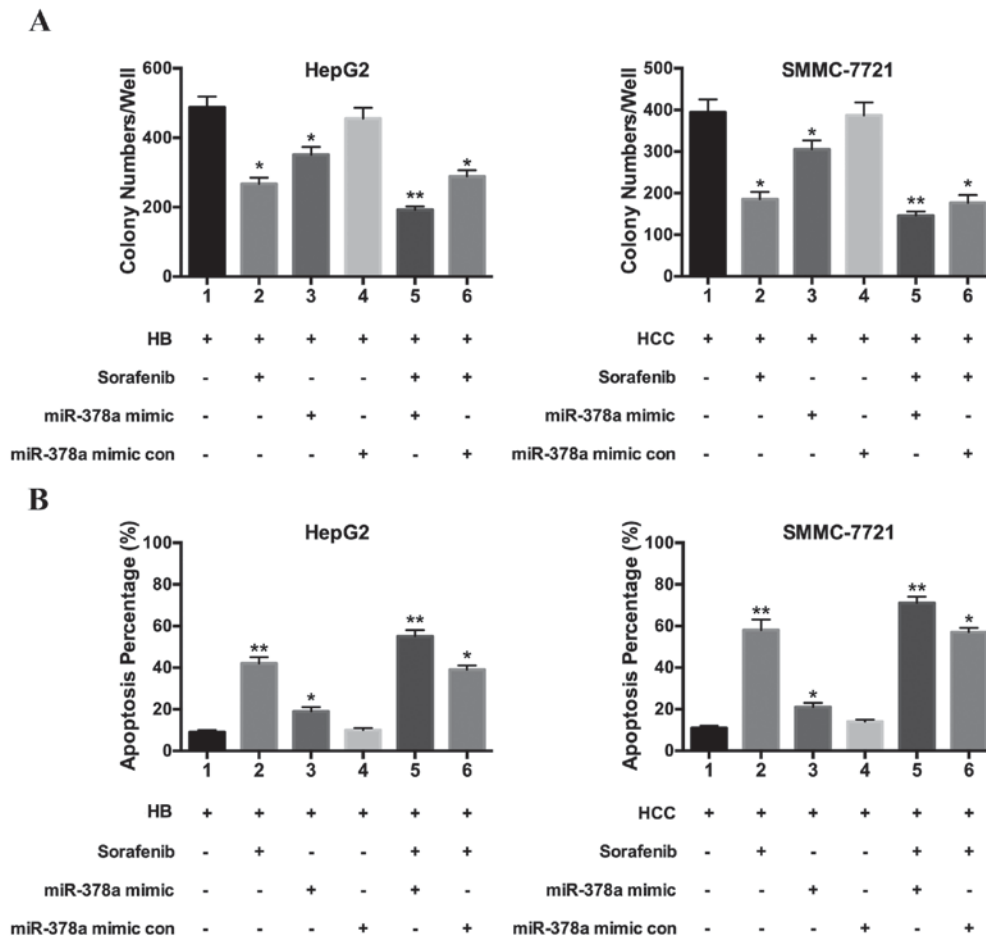 A
HepG2
Colony Numbers/Well
600
400
200
0
*
*
**
*
1 2 3 4 5 6
HB + + + + + +
Sorafenib - + - - + +
miR-378a mimic - - + - + -
miR-378a mimic con - - - + - +
SMMC-7721
Colony Numbers/Well
500
400
300
200
100
0
*
*
**
*
1 2 3 4 5 6
HCC + + + + + +
Sorafenib - + - - + +
miR-378a mimic - - + - + -
miR-378a mimic con - - - + - +
B
HepG2
Apoptosis Percentage (%)
100
80
60
40
20
0
**
*
**
*
1 2 3 4 5 6
HB + + + + + +
Sorafenib - + - - + +
miR-378a mimic - - + - + -
miR-378a mimic con - - - + - +
SMMC-7721
Apoptosis Percentage (%)
100
80
60
40
20
0
**
*
**
*
1 2 3 4 5 6
HCC + + + + + +
Sorafenib - + - - + +
miR-378a mimic - - + - + -
miR-378a mimic con - - - + - +